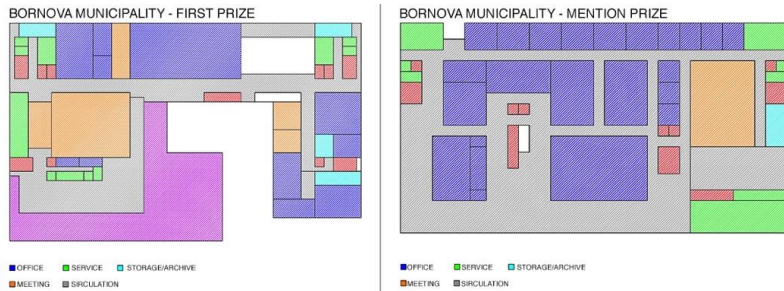 BORNOVA MUNICIPALITY - FIRST PRIZE
OFFICE SERVICE STORAGE/ARCHIVE
MEETING SIRCULATION
BORNOVA MUNICIPALITY - MENTION PRIZE
OFFICE SERVICE STORAGE/ARCHIVE
MEETING SIRCULATION